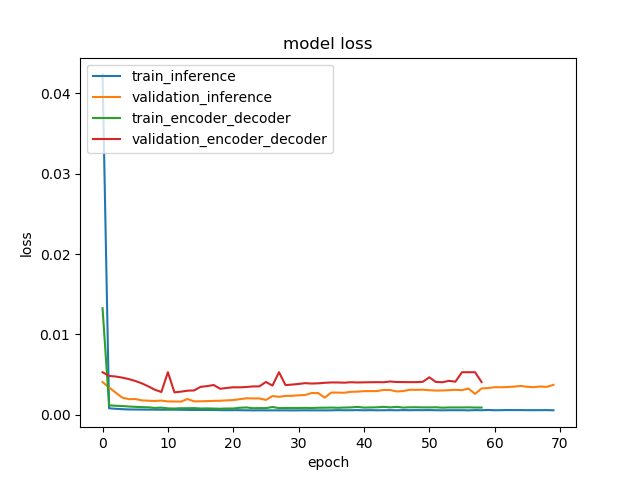 model loss
train_inference
validation_inference
train_encoder_decoder
validation_encoder_decoder
0.04
0.03
0.02
0.01
0.00
loss
0 10 20 30 40 50 60 70
epoch